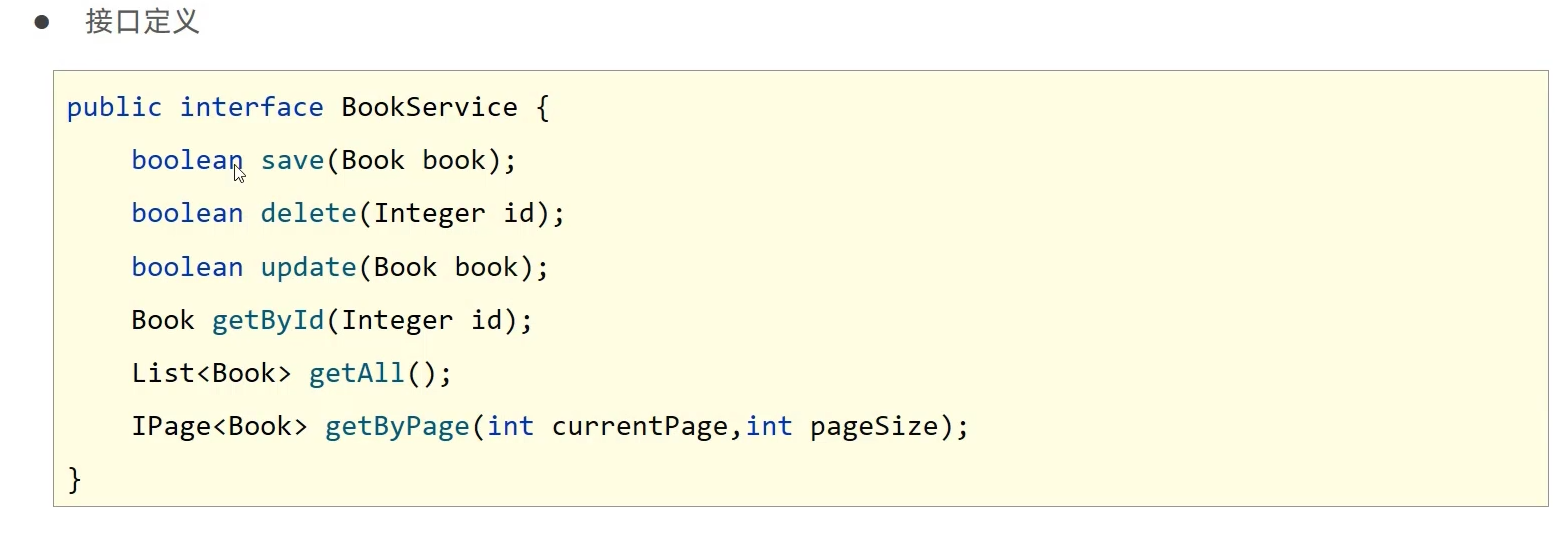 ● 接口定义
public interface BookService {
    boolean save(Book book);
    boolean delete(Integer id);
    boolean update(Book book);
    Book getById(Integer id);
    List<Book> getAll();
    IPage<Book> getByPage(int currentPage,int pageSize);
}